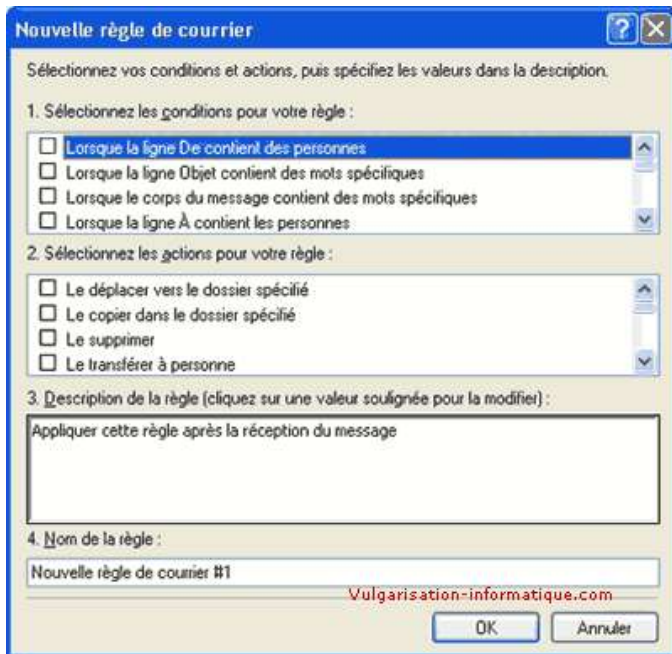 Nouvelle règle de courrier
Sélectionnez vos conditions et actions, puis spécifiez les valeurs dans la description.
1. Sélectionnez les conditions pour votre règle :
Lorsque la ligne De contient des personnes
Lorsque la ligne Objet contient des mots spécifiques
Lorsque le corps du message contient des mots spécifiques
Lorsque la ligne À contient les personnes
2. Sélectionnez les actions pour votre règle :
Le déplacer vers le dossier spécifié
Le copier dans le dossier spécifié
Le supprimer
Le transférer à personne
3. Description de la règle (cliquez sur une valeur soulignée pour la modifier) :
Appliquer cette règle après la réception du message
4. Nom de la règle :
Nouvelle règle de courrier #1
Vulgarisation-informatique.com
OK Annuler